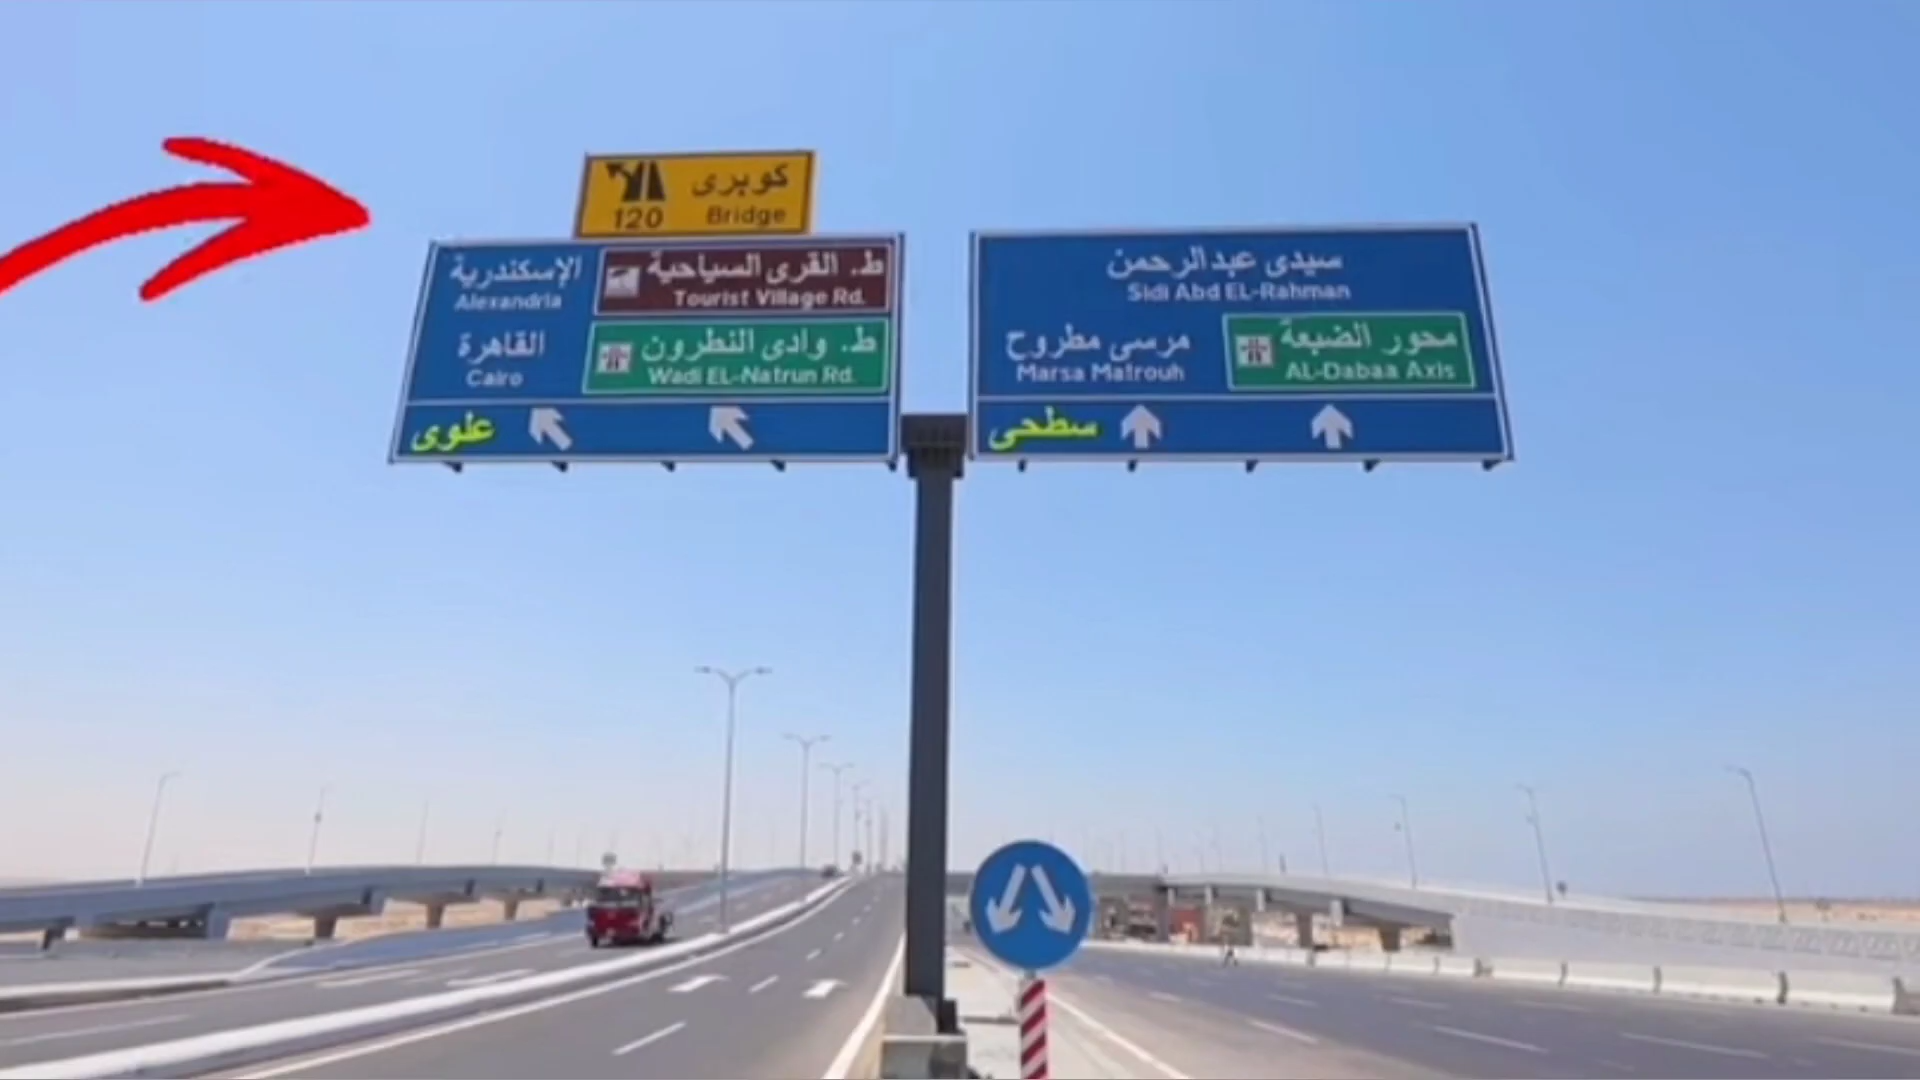 كوبرى
120 Bridge
الإسكندرية
Alexandria
ط. القرى السياحية
Tourist Village Rd.
القاهرة
Cairo
ط. وادى النطرون
Wadi EL-Natrun Rd.
علوى
سيدى عبدالرحمن
Sidi Abd EL-Rahman
مرسى مطروح
Marsa Matrouh
محور الضبعة
AL-Dabaa Axis
سطحى